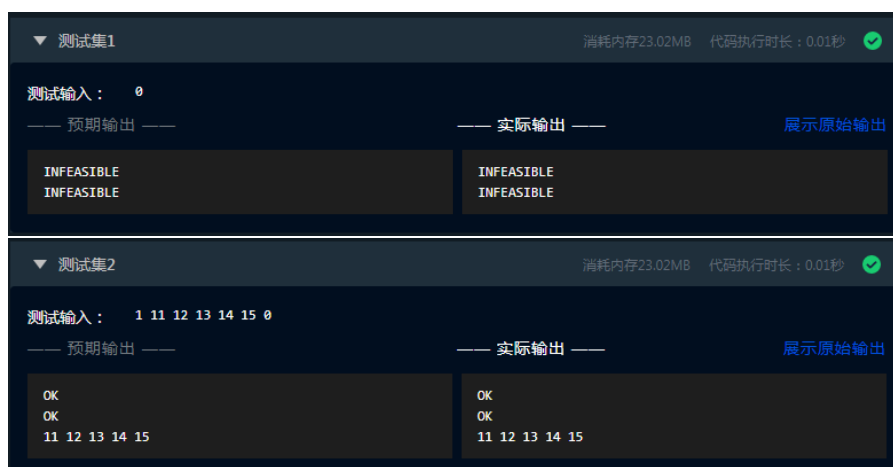 测试集1 消耗内存23.02MB 代码执行时长：0.01秒
测试输入： 0
—— 预期输出 —— —— 实际输出 —— 展示原始输出
INFEASIBLE INFEASIBLE
INFEASIBLE INFEASIBLE
测试集2 消耗内存23.02MB 代码执行时长：0.01秒
测试输入： 1 11 12 13 14 15 0
—— 预期输出 —— —— 实际输出 —— 展示原始输出
OK OK
OK OK
11 12 13 14 15 11 12 13 14 15